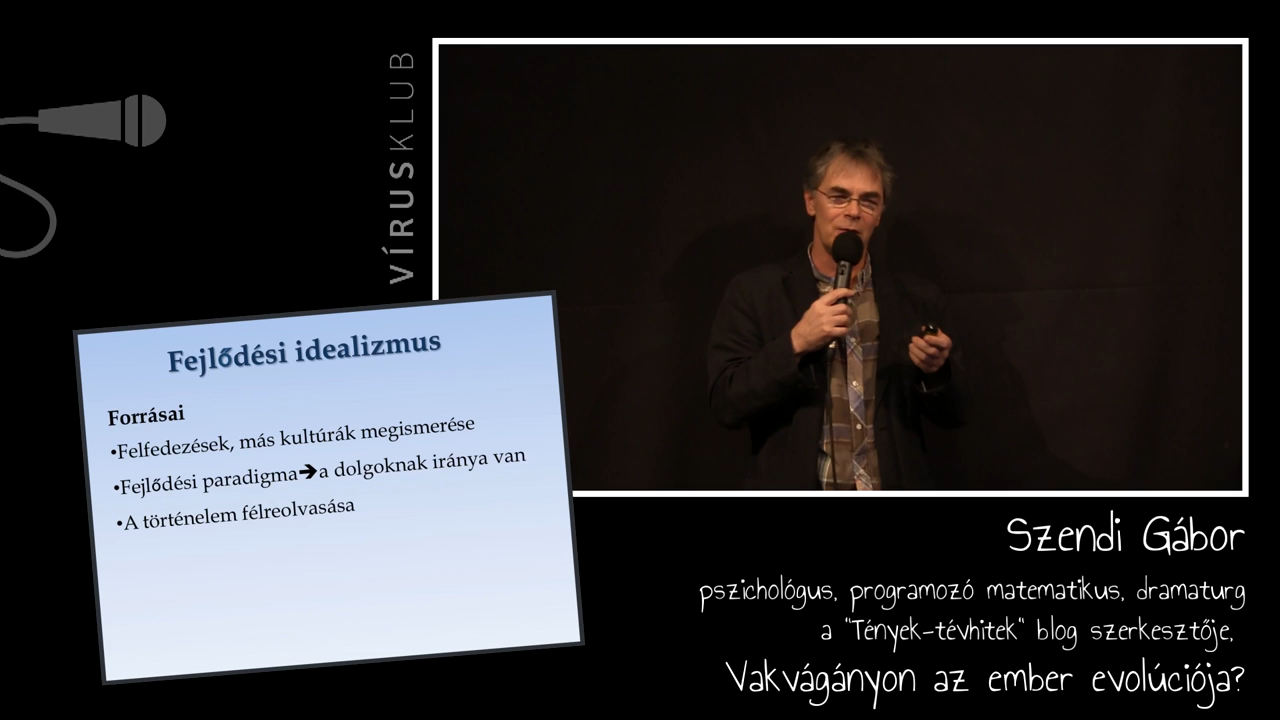 VÍRUSKLUB
Fejlődési idealizmus
Forrásai
•Felfedezések, más kultúrák megismerése
•Fejlődési paradigma➔a dolgoknak iránya van
•A történelem félreolvasása
Szendi Gábor
pszichológus, programozó matematikus, dramaturg
a "Tények-tévhitek" blog szerkesztője,
Vakvágányon az ember evolúciója?